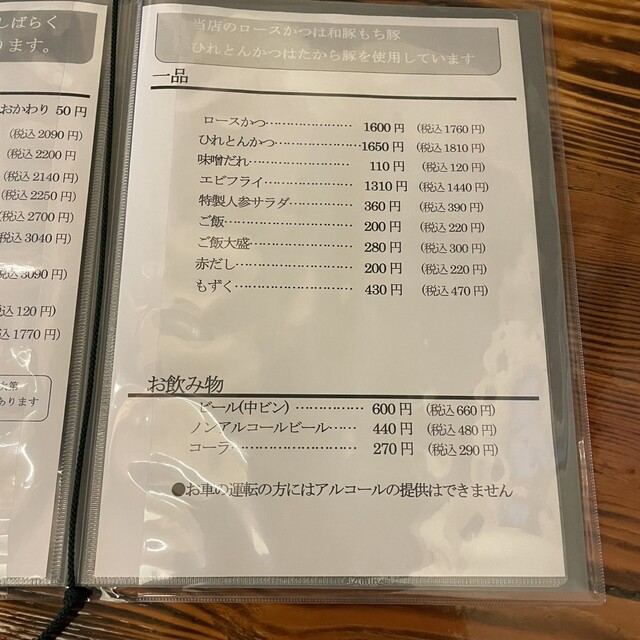 しばらく
ります。
おかわり 50円
(税込2090円)
(税込2200円
(税込2140円)
(税込2250円)
(税込2700円)
税込3040円)
税込3090円)
税込120円)
込1770円)
次第
あります
当店のロースかつは和豚もち豚
ひれとんかつはたから豚を使用しています
一品
ロースかつ…………………1600円 (税込1760円)
ひれとんかつ………………1650円 (税込1810円)
味噌だれ…………………… 110円 (税込120円)
エビフライ…………………1310円 (税込1440円)
特製人参サラダ…………… 360円 (税込390円)
ご飯………………………… 200円 (税込220円)
ご飯大盛…………………… 280円 (税込300円)
赤だし……………………… 200円 (税込220円)
もずく……………………… 430円 (税込470円)
お飲み物
ビール(中ビン) …………… 600円 (税込660円)
ノンアルコールビール…… 440円 (税込480円)
コーラ……………………… 270円 (税込290円)
●お車の運転の方にはアルコールの提供はできません